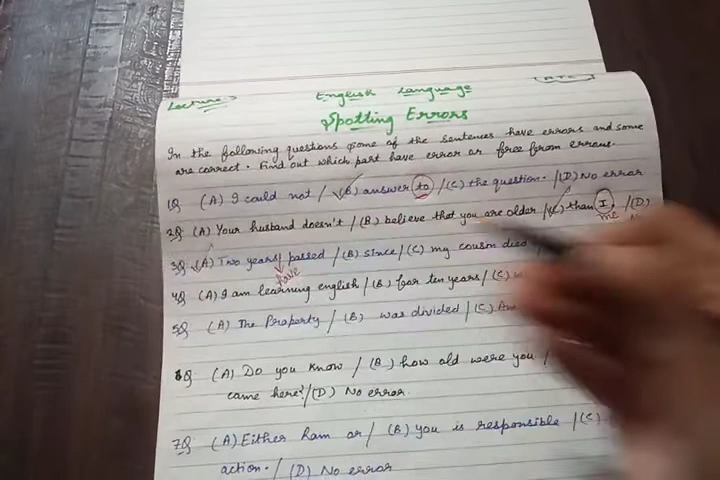 Lecture
English Language
Spotting Errors
In the following questions some of the sentences have errors and some
are correct. Find out which part have error or free from errors.
1Q (A) I could not / (B) answer to / (C) the question. / (D) No error
2Q (A) Your husband doesn't / (B) believe that you are older / (C) than I. / (D)
me
3Q (A) Two years passed / (B) since / (C) my couson died
have
4Q (A) I am learning english / (B) for ten years / (C)
5Q (A) The Property / (B) was divided / (C)
6Q (A) Do you know / (B) how old were you /
came here? / (D) No error.
7Q (A) Either Ram or / (B) you is responsible / (C)
action. / (D) No error